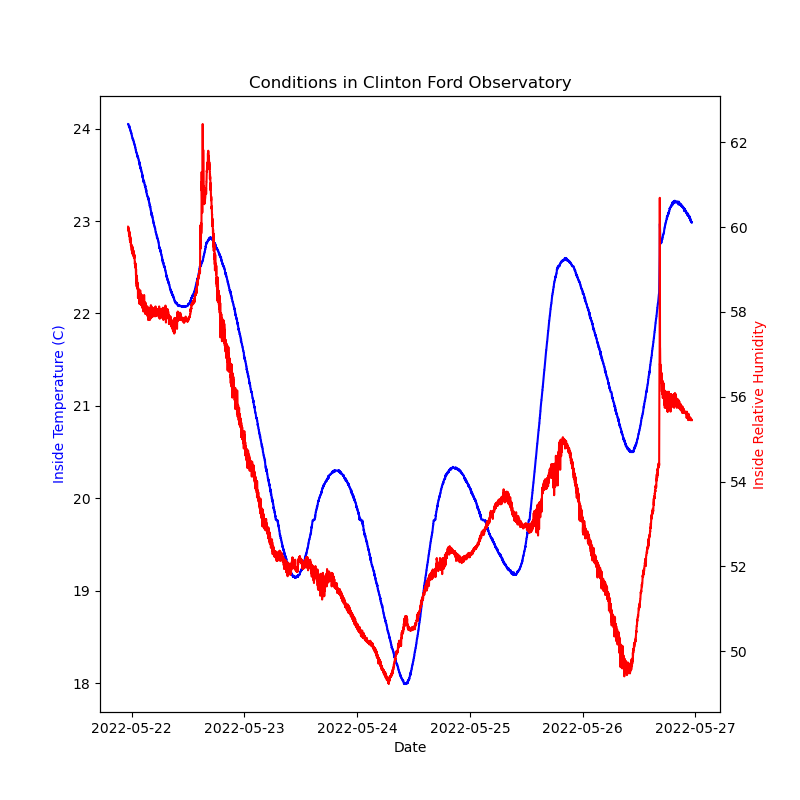 Conditions in Clinton Ford Observatory
24
23
22
21
20
19
18
Inside Temperature (C)
62
60
58
56
54
52
50
Inside Relative Humidity
2022-05-22 2022-05-23 2022-05-24 2022-05-25 2022-05-26 2022-05-27
Date